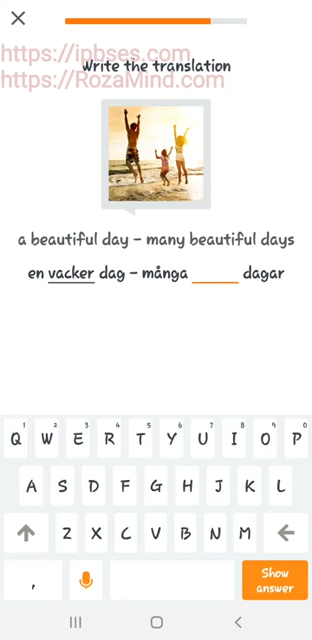 https://ipbses.com
Write the translation
https://RozaMind.com
a beautiful day – many beautiful days
en vacker dag – många ______ dagar
1 2 3 4 5 6 7 8 9 0
Q W E R T Y U I O P
A S D F G H J K L
Z X C V B N M
,
Show
answer